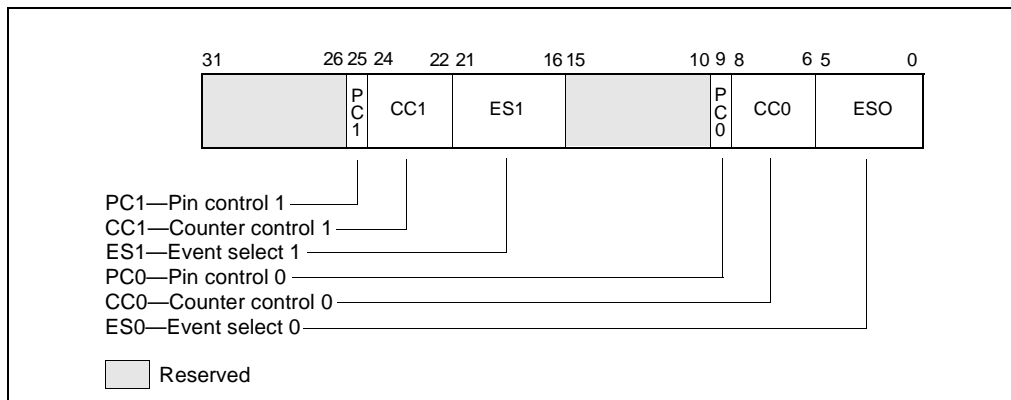 31 26 25 24 22 21 16 15 10 9 8 6 5 0
PC1 CC1 ES1 PC0 CC0 ESO
PC1—Pin control 1
CC1—Counter control 1
ES1—Event select 1
PC0—Pin control 0
CC0—Counter control 0
ES0—Event select 0
Reserved